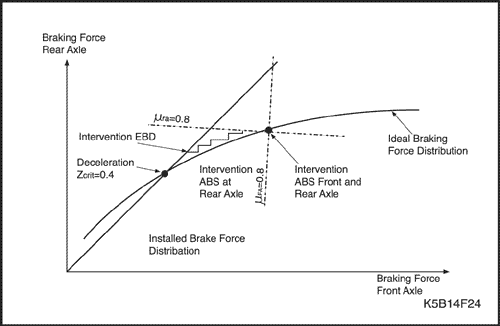 Braking Force
Rear Axle
μRA=0.8
Intervention EBD
Deceleration
Zcrit=0.4
Intervention
ABS at
Rear Axle
μFA=0.8
Intervention
ABS Front and
Rear Axle
Ideal Braking
Force Distribution
Installed Brake Force
Distribution
Braking Force
Front Axle
K5B14F24